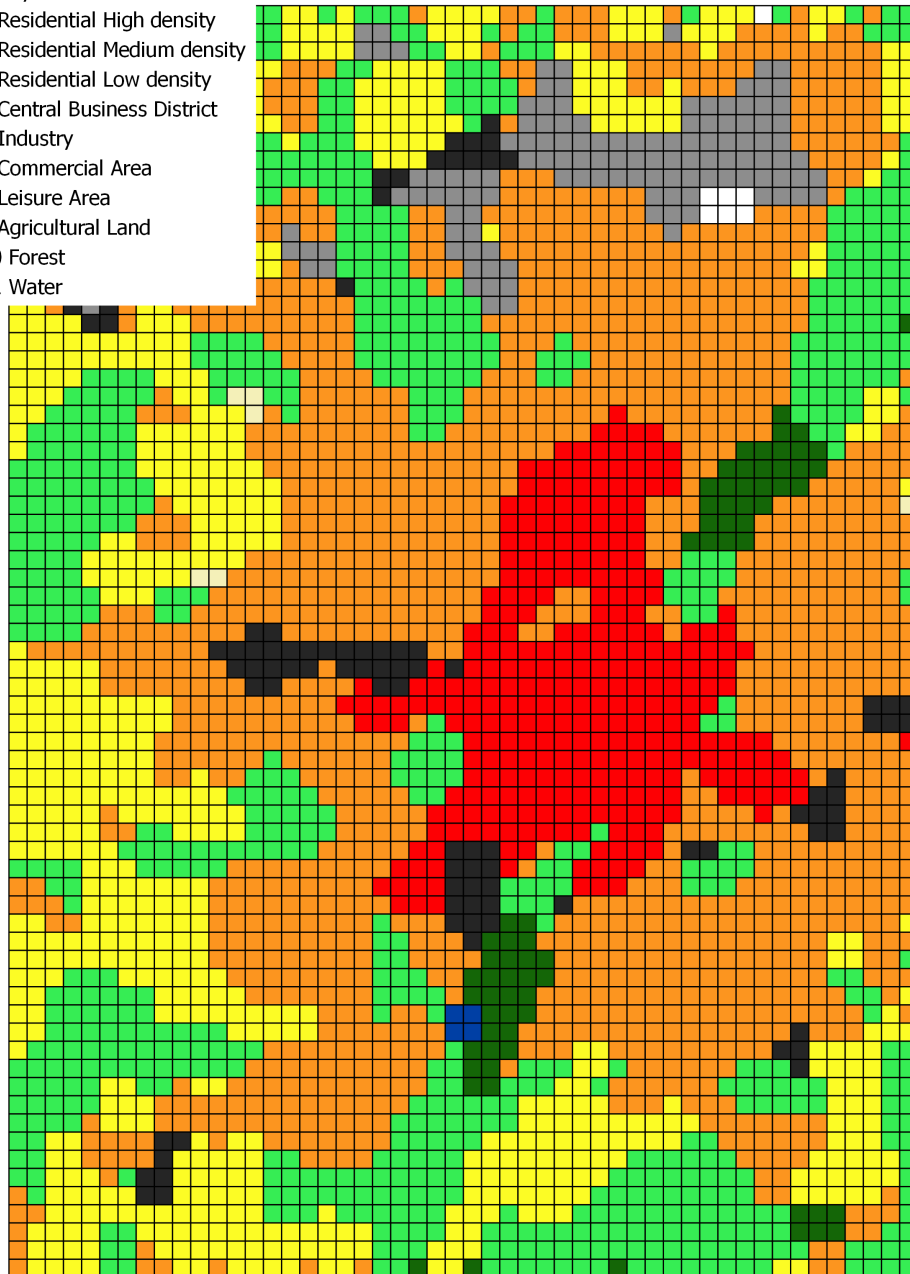 Residential High density
Residential Medium density
Residential Low density
Central Business District
Industry
Commercial Area
Leisure Area
Agricultural Land
Forest
Water